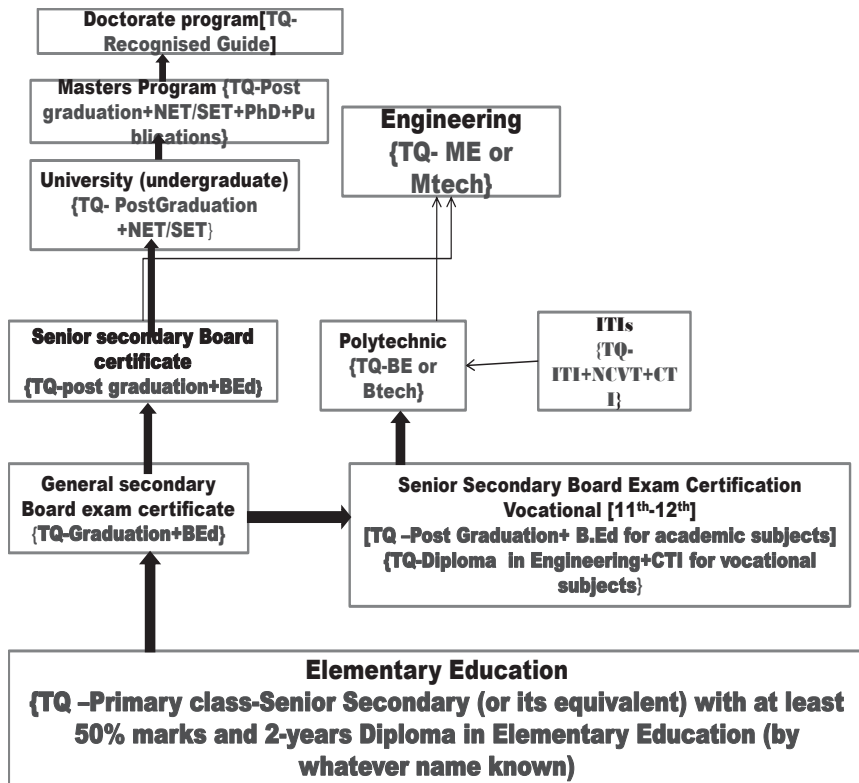 Doctorate program[TQ-
Recognised Guide]
Masters Program {TQ-Post
graduation+NET/SET+PhD+Pu
blications}
Engineering
{TQ- ME or
Mtech}
University (undergraduate)
{TQ- PostGraduation
+NET/SET}
Senior secondary Board
certificate
{TQ-post graduation+BEd}
Polytechnic
{TQ-BE or
Btech}
ITIs
{TQ-
ITI+NCVT+CT
I}
General secondary
Board exam certificate
{TQ-Graduation+BEd}
Senior Secondary Board Exam Certification
Vocational [11th-12th]
[TQ –Post Graduation+ B.Ed for academic subjects]
{TQ-Diploma in Engineering+CTI for vocational
subjects}
Elementary Education
{TQ –Primary class-Senior Secondary (or its equivalent) with at least
50% marks and 2-years Diploma in Elementary Education (by
whatever name known)